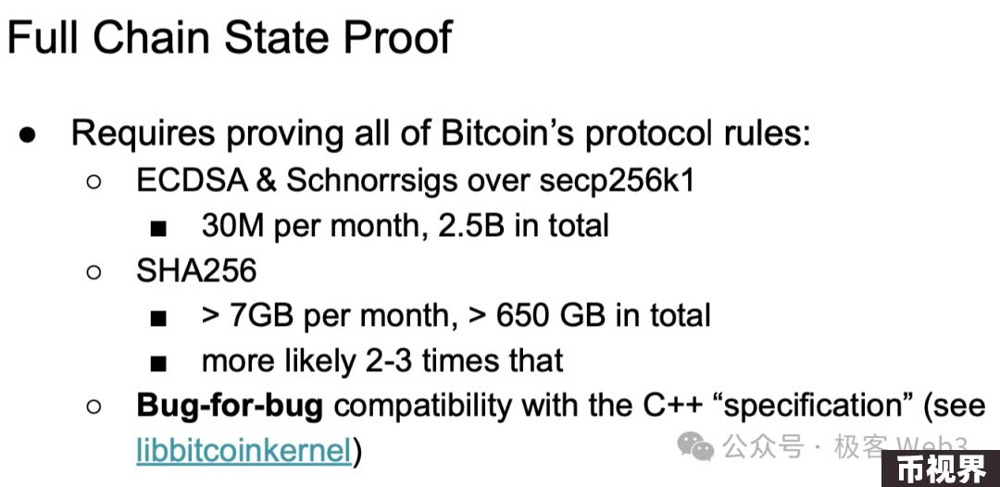 Full Chain State Proof
● Requires proving all of Bitcoin’s protocol rules:
○ ECDSA & Schnorrsigs over secp256k1
■ 30M per month, 2.5B in total
○ SHA256
■ > 7GB per month, > 650 GB in total
■ more likely 2-3 times that
○ Bug-for-bug compatibility with the C++ “specification” (see
libbitcoinkernel)
公众号 · 极客 Web3
币视界